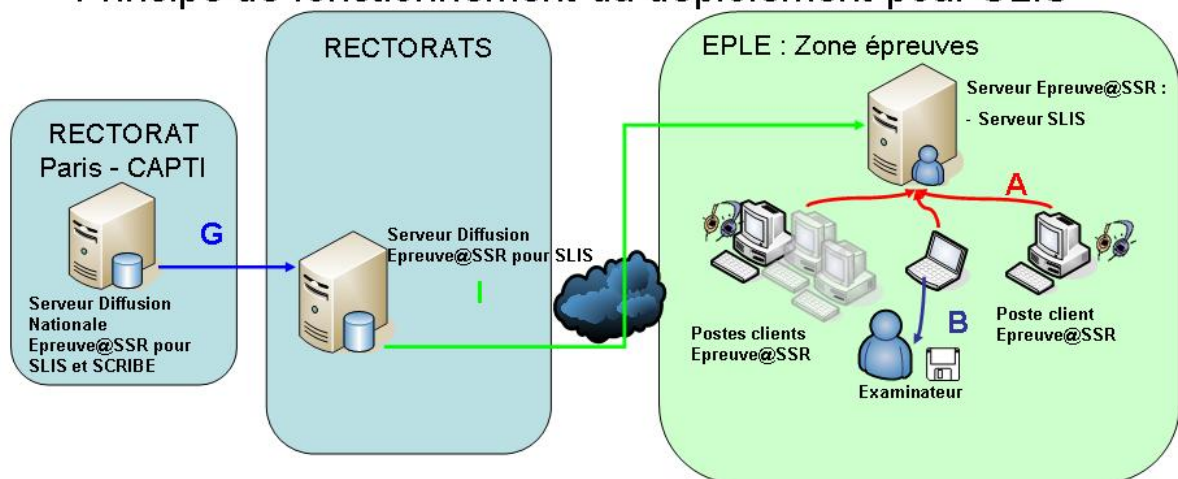 RECTORATS
EPLE : Zone épreuves
Serveur Epreuve@SSR :
- Serveur SLIS
RECTORAT
Paris - CAPTI
G
Serveur Diffusion
Nationale
Epreuve@SSR pour
SLIS et SCRIBE
Serveur Diffusion
Epreuve@SSR pour SLIS
I
A
B
Postes clients
Epreuve@SSR
Poste client
Epreuve@SSR
Examinateur